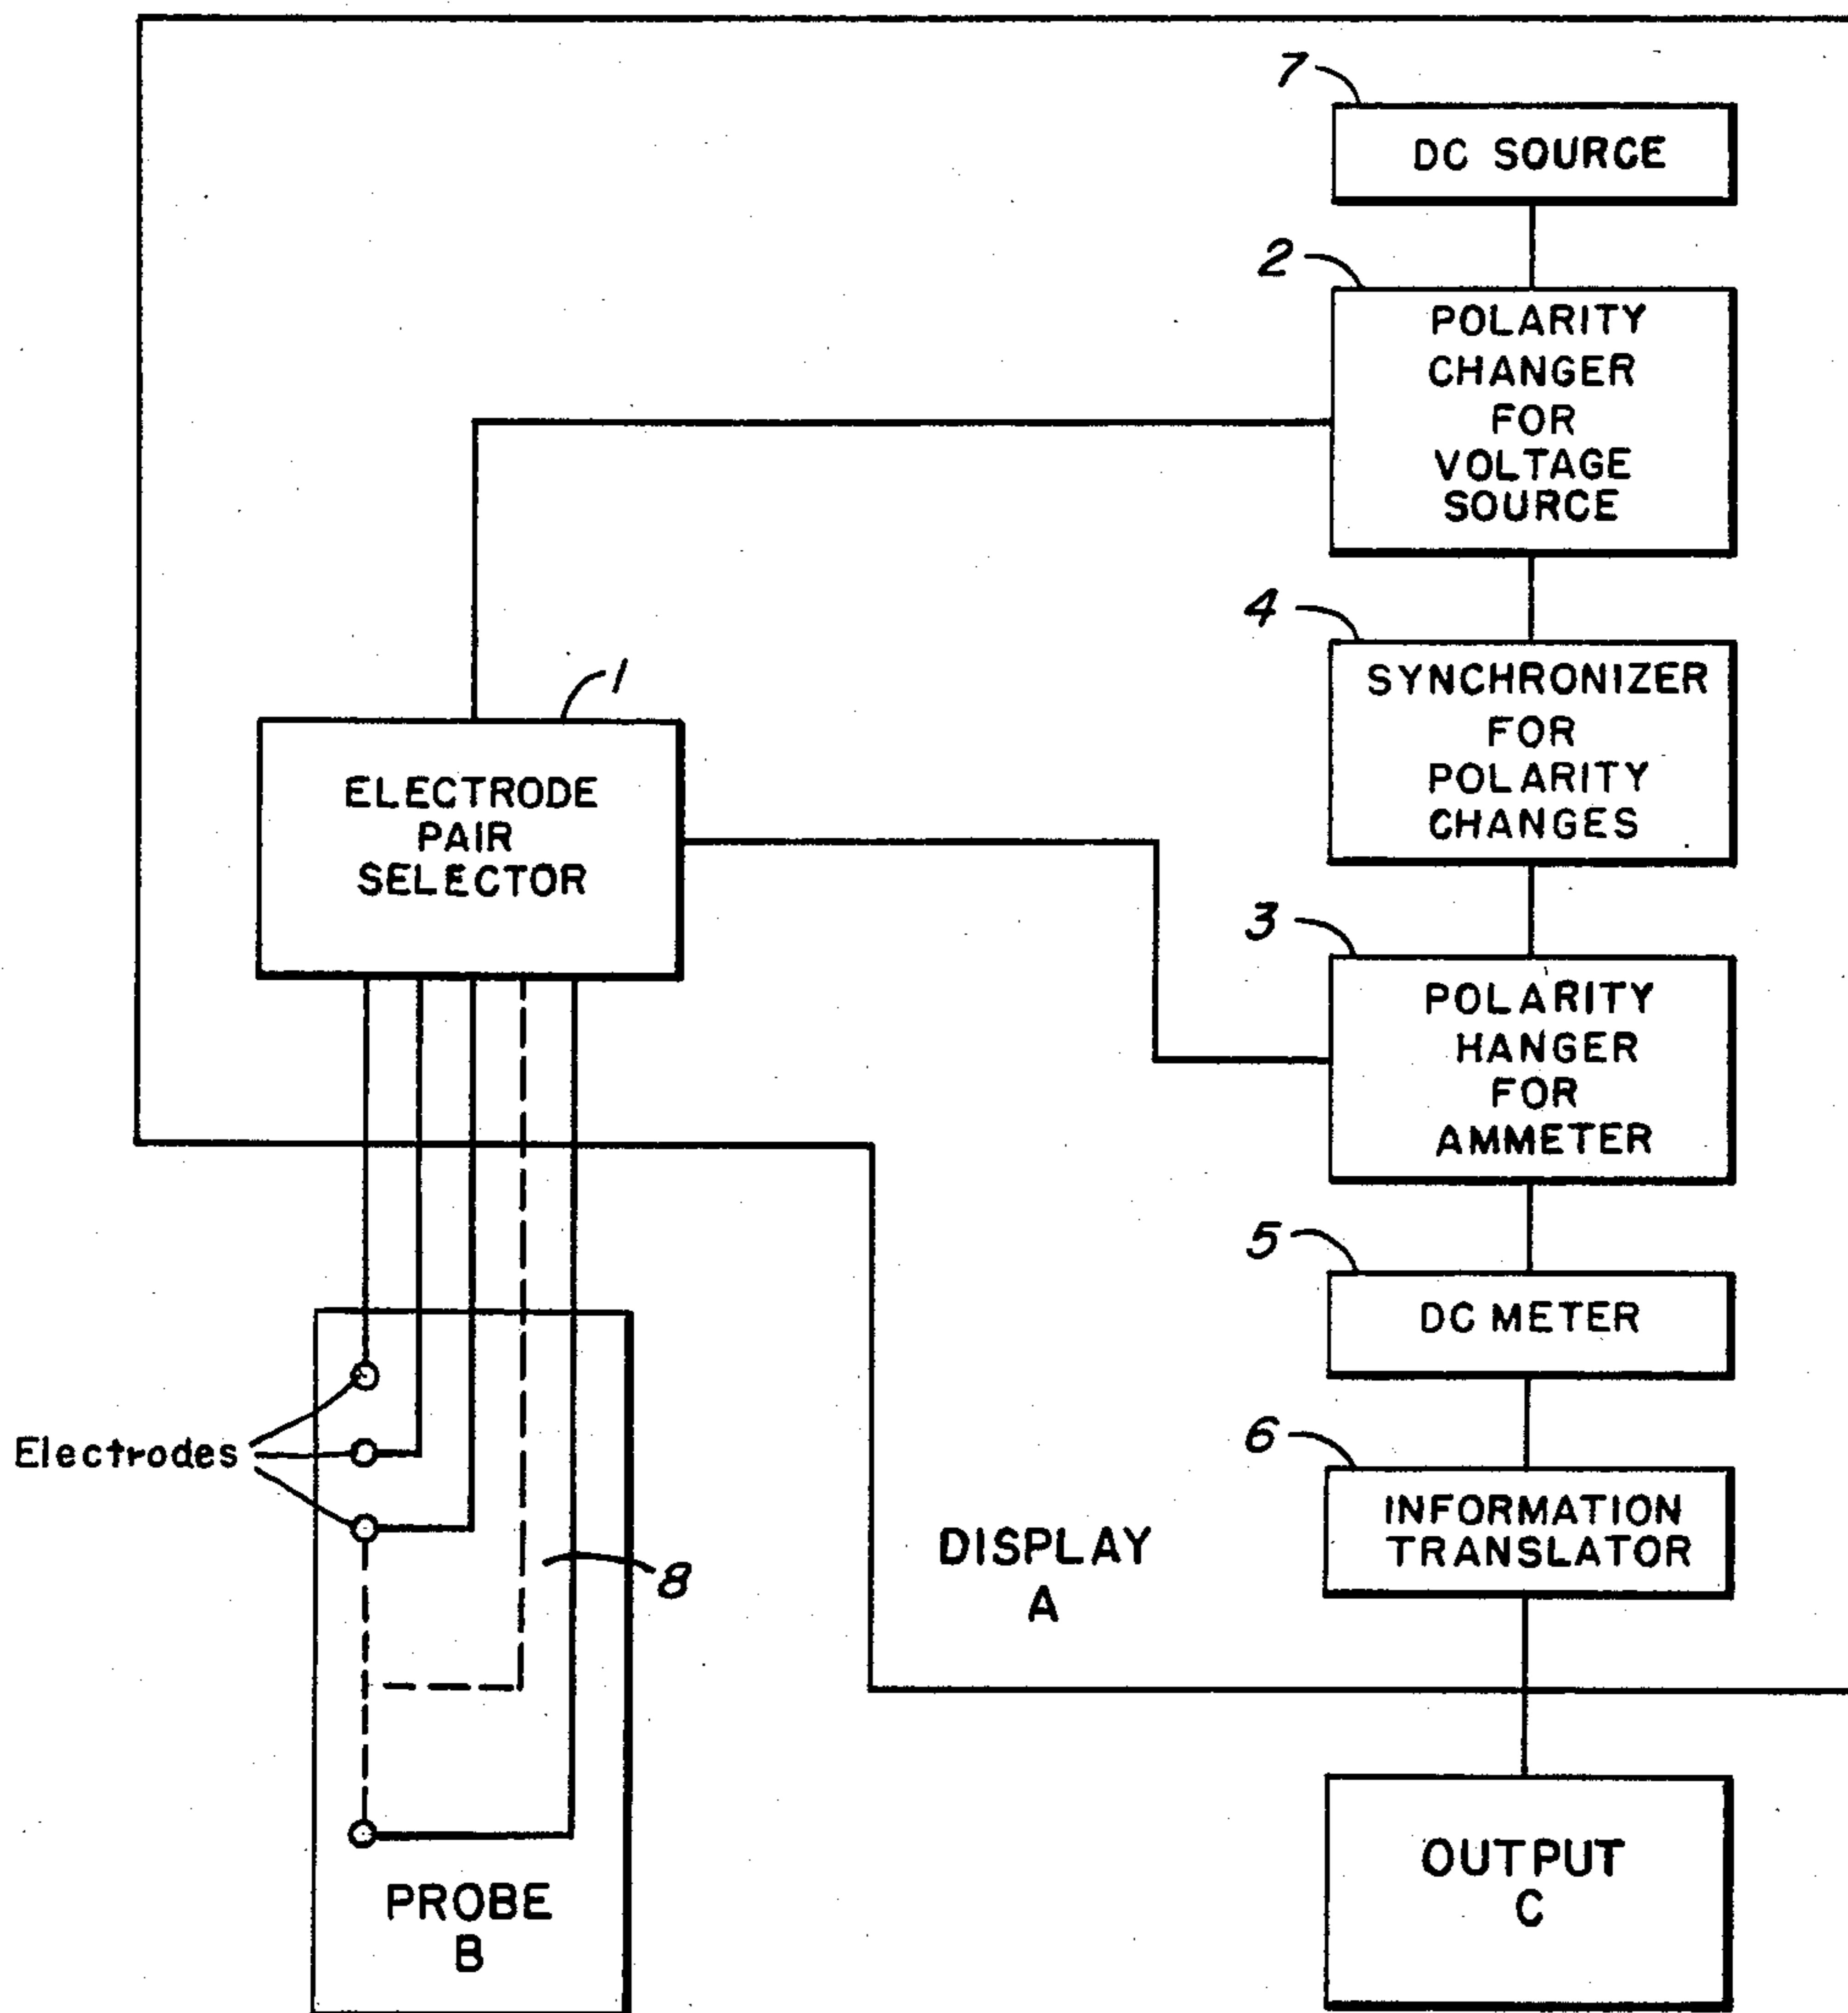 7
DC SOURCE
2
POLARITY
CHANGER
FOR
VOLTAGE
SOURCE
4
SYNCHRONIZER
FOR
POLARITY
CHANGES
1
ELECTRODE
PAIR
SELECTOR
3
POLARITY
HANGER
FOR
AMMETER
5
DC METER
6
INFORMATION
TRANSLATOR
Electrodes
8
DISPLAY
A
PROBE
B
OUTPUT
C